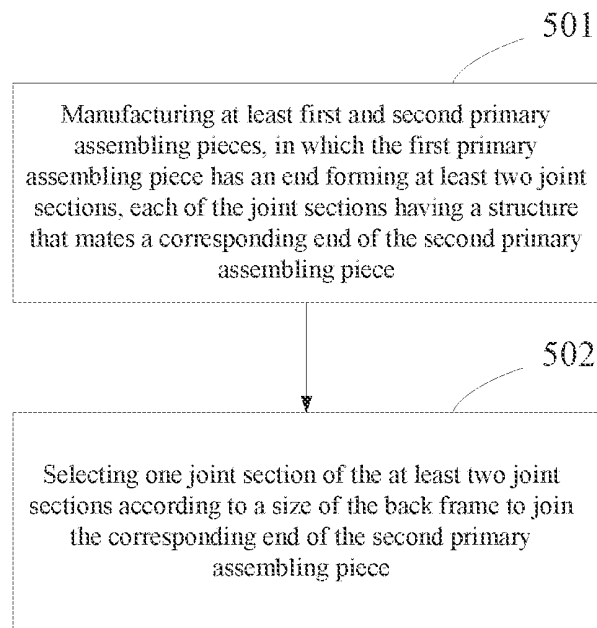 501
Manufacturing at least first and second primary
assembling pieces, in which the first primary
assembling piece has an end forming at least two joint
sections, each of the joint sections having a structure
that mates a corresponding end of the second primary
assembling piece
502
Selecting one joint section of the at least two joint
sections according to a size of the back frame to join
the corresponding end of the second primary
assembling piece